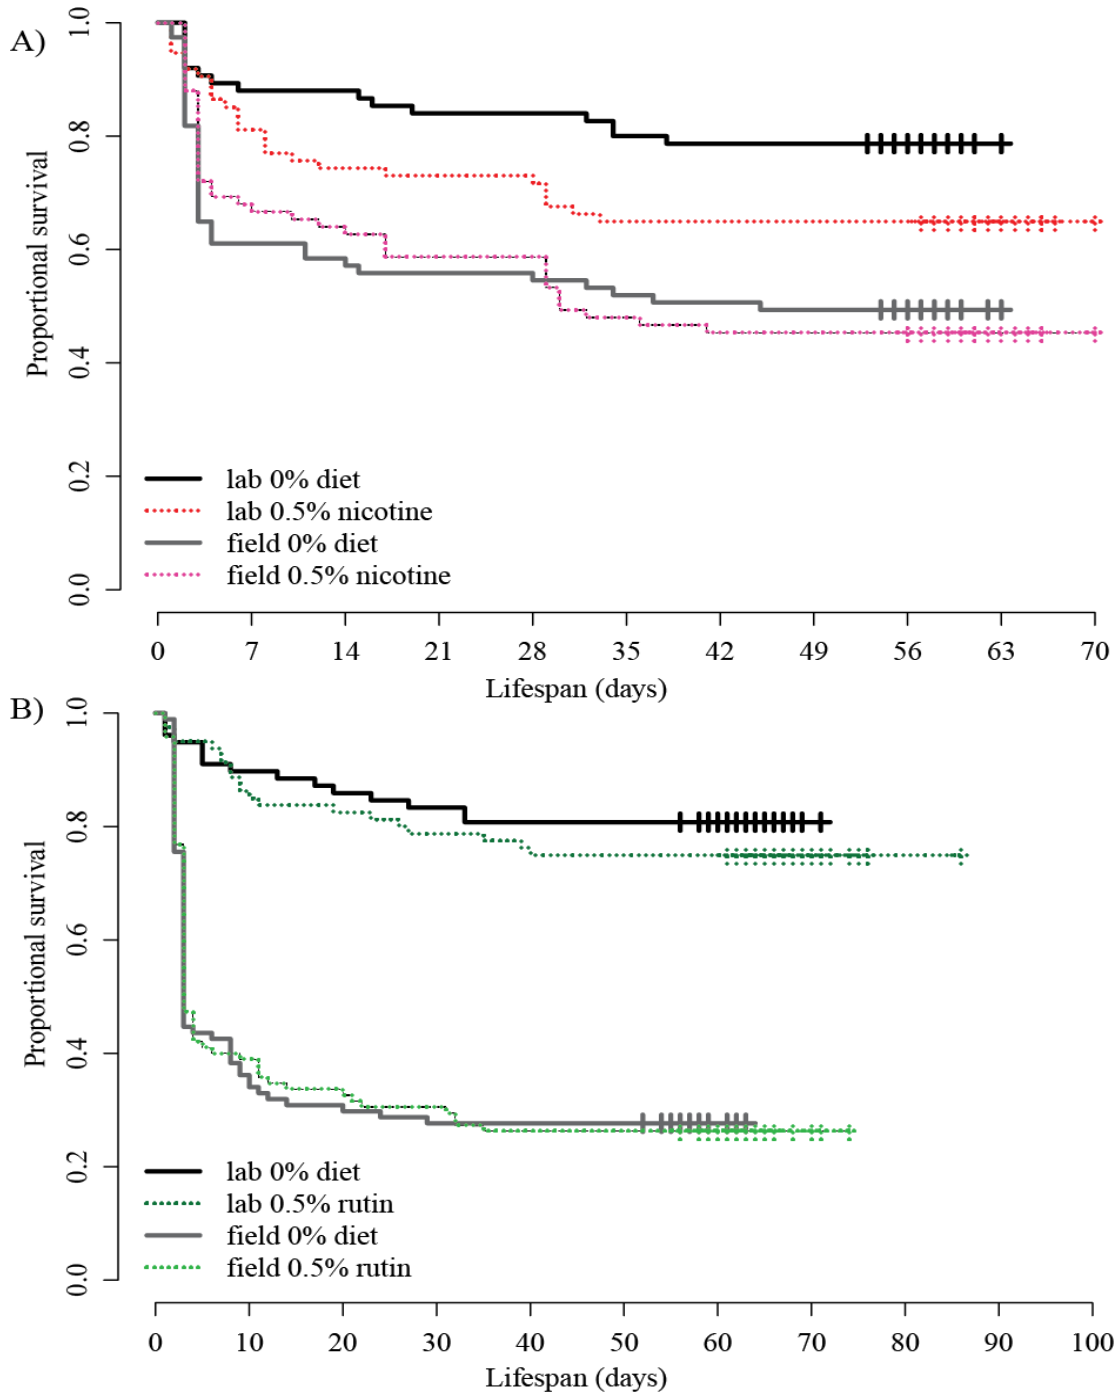 A)
Proportional survival
1.0
0.8
0.6
0.4
0.2
0.0
lab 0% diet
lab 0.5% nicotine
field 0% diet
field 0.5% nicotine
0 7 14 21 28 35 42 49 56 63 70
Lifespan (days)
B)
Proportional survival
1.0
0.8
0.6
0.4
0.2
0.0
lab 0% diet
lab 0.5% rutin
field 0% diet
field 0.5% rutin
0 10 20 30 40 50 60 70 80 90 100
Lifespan (days)